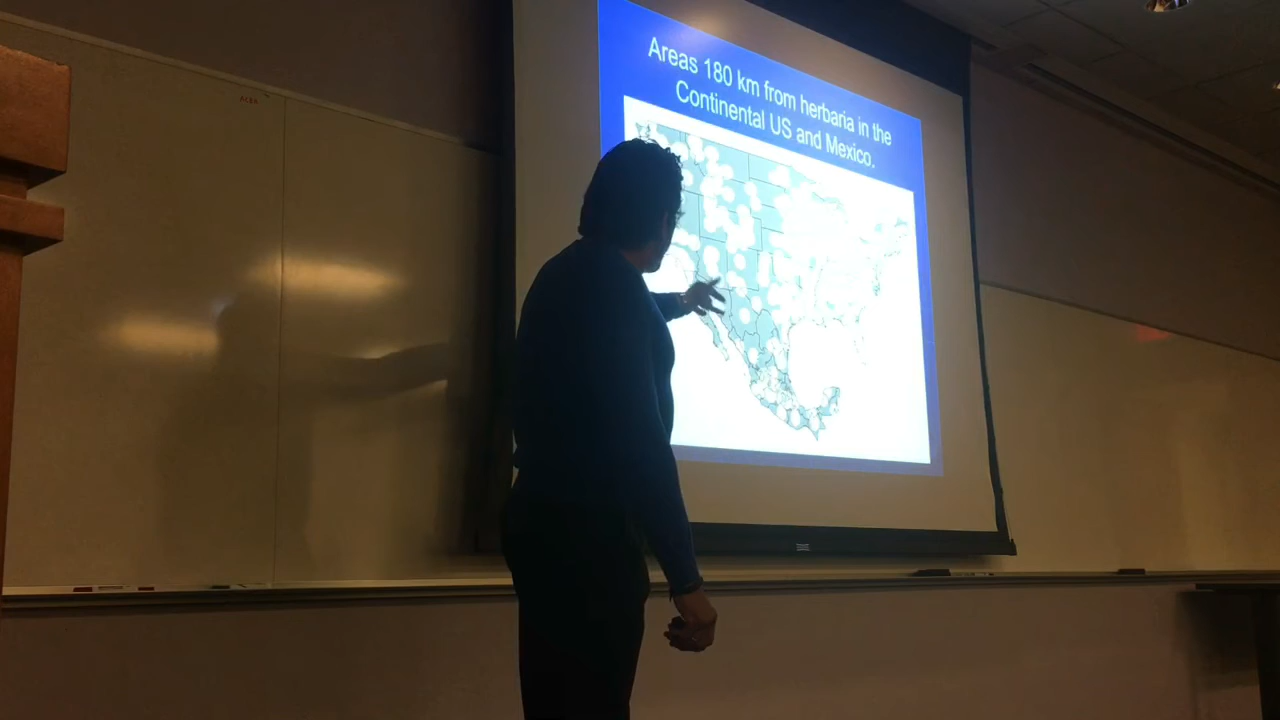 Areas 180 km from herbaria in the
Continental US and Mexico.